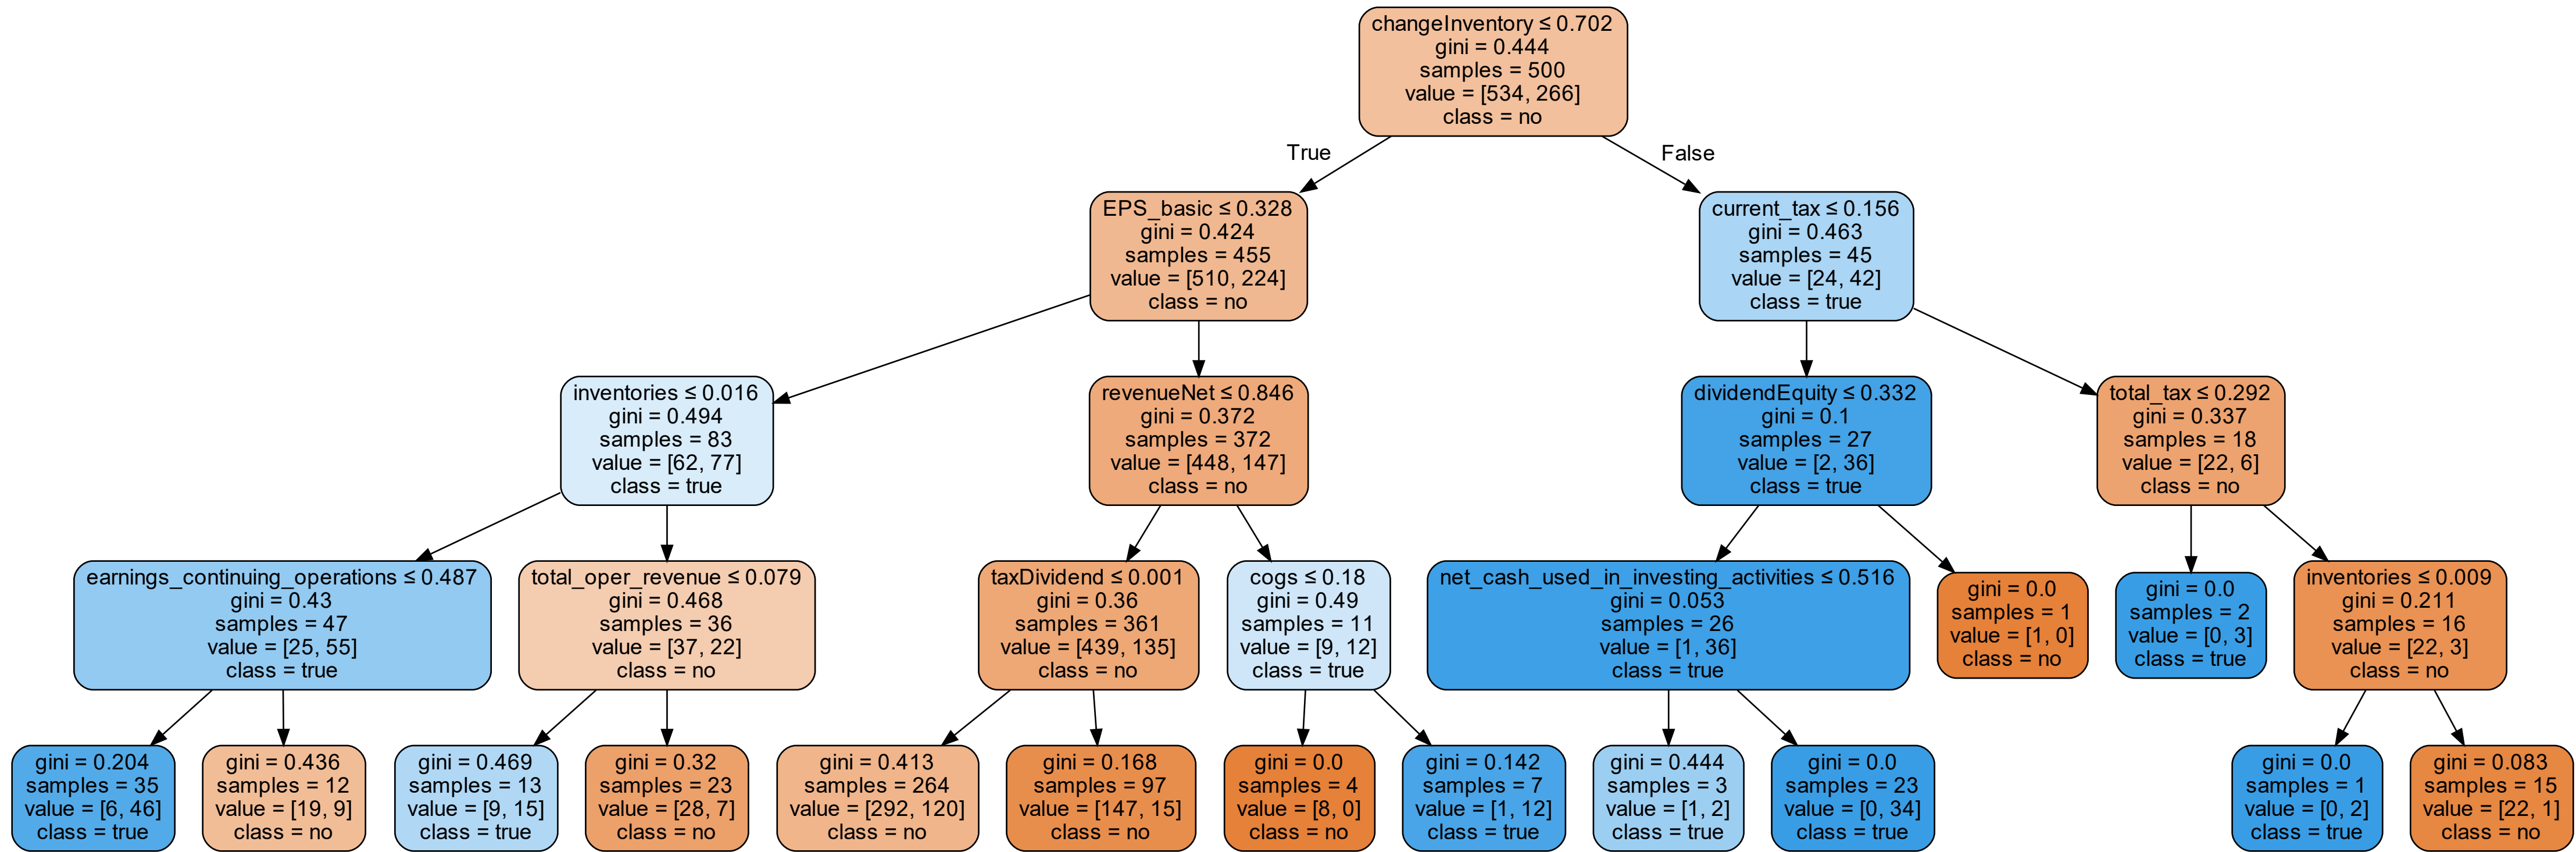 changeInventory ≤ 0.702
gini = 0.444
samples = 500
value = [534, 266]
class = no
True
False
EPS_basic ≤ 0.328
gini = 0.424
samples = 455
value = [510, 224]
class = no
current_tax ≤ 0.156
gini = 0.463
samples = 45
value = [24, 42]
class = true
inventories ≤ 0.016
gini = 0.494
samples = 83
value = [62, 77]
class = true
revenueNet ≤ 0.846
gini = 0.372
samples = 372
value = [448, 147]
class = no
dividendEquity ≤ 0.332
gini = 0.1
samples = 27
value = [2, 36]
class = true
total_tax ≤ 0.292
gini = 0.337
samples = 18
value = [22, 6]
class = no
earnings_continuing_operations ≤ 0.487
gini = 0.43
samples = 47
value = [25, 55]
class = true
total_oper_revenue ≤ 0.079
gini = 0.468
samples = 36
value = [37, 22]
class = no
taxDividend ≤ 0.001
gini = 0.36
samples = 361
value = [439, 135]
class = no
cogs ≤ 0.18
gini = 0.49
samples = 11
value = [9, 12]
class = true
net_cash_used_in_investing_activities ≤ 0.516
gini = 0.053
samples = 26
value = [1, 36]
class = true
gini = 0.0
samples = 1
value = [1, 0]
class = no
gini = 0.0
samples = 2
value = [0, 3]
class = true
inventories ≤ 0.009
gini = 0.211
samples = 16
value = [22, 3]
class = no
gini = 0.204
samples = 35
value = [6, 46]
class = true
gini = 0.436
samples = 12
value = [19, 9]
class = no
gini = 0.469
samples = 13
value = [9, 15]
class = true
gini = 0.32
samples = 23
value = [28, 7]
class = no
gini = 0.413
samples = 264
value = [292, 120]
class = no
gini = 0.168
samples = 97
value = [147, 15]
class = no
gini = 0.0
samples = 4
value = [8, 0]
class = no
gini = 0.142
samples = 7
value = [1, 12]
class = true
gini = 0.444
samples = 3
value = [1, 2]
class = true
gini = 0.0
samples = 23
value = [0, 34]
class = true
gini = 0.0
samples = 1
value = [0, 2]
class = true
gini = 0.083
samples = 15
value = [22, 1]
class = no